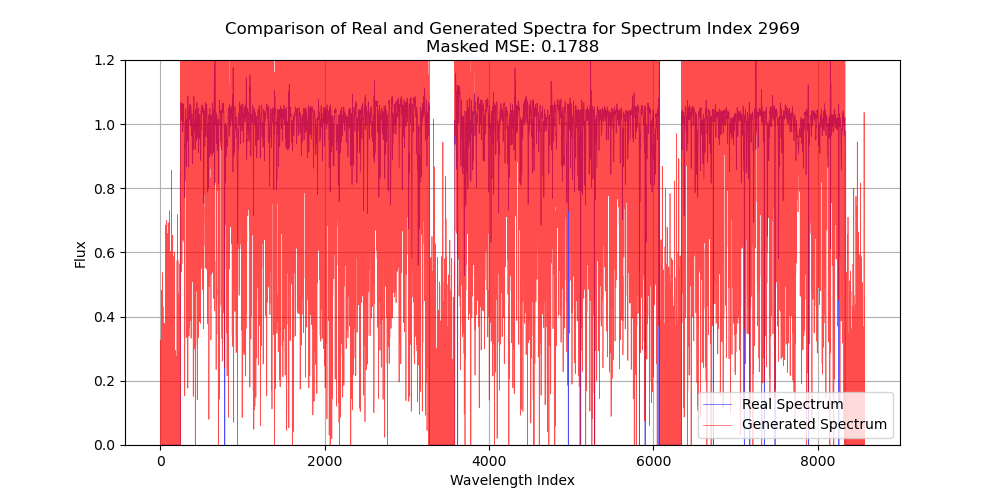 Comparison of Real and Generated Spectra for Spectrum Index 2969
Masked MSE: 0.1788
1.2
1.0
0.8
0.6
0.4
0.2
0.0
Flux
0 2000 4000 6000 8000
Wavelength Index
Real Spectrum
Generated Spectrum